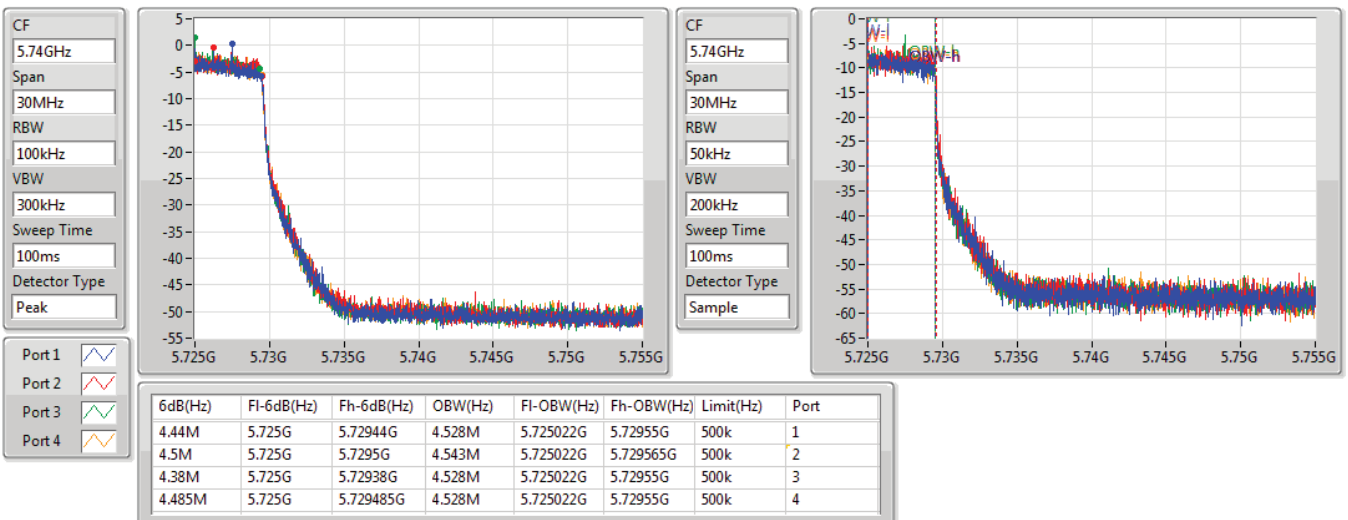 CF
5.74GHz
Span
30MHz
RBW
100kHz
VBW
300kHz
Sweep Time
100ms
Detector Type
Peak
5
0
-5
-10
-15
-20
-25
-30
-35
-40
-45
-50
-55
5.725G 5.73G 5.735G 5.74G 5.745G 5.75G 5.755G
CF
5.74GHz
Span
30MHz
RBW
50kHz
VBW
200kHz
Sweep Time
100ms
Detector Type
Sample
0
-5
-10
-15
-20
-25
-30
-35
-40
-45
-50
-55
-60
-65
OBW-h
5.725G 5.73G 5.735G 5.74G 5.745G 5.75G 5.755G
Port 1
Port 2
Port 3
Port 4
6dB(Hz) Fl-6dB(Hz) Fh-6dB(Hz) OBW(Hz) Fl-OBW(Hz) Fh-OBW(Hz) Limit(Hz) Port
4.44M 5.725G 5.72944G 4.528M 5.725022G 5.72955G 500k 1
4.5M 5.725G 5.7295G 4.543M 5.725022G 5.729565G 500k 2
4.38M 5.725G 5.72938G 4.528M 5.725022G 5.72955G 500k 3
4.485M 5.725G 5.729485G 4.528M 5.725022G 5.72955G 500k 4